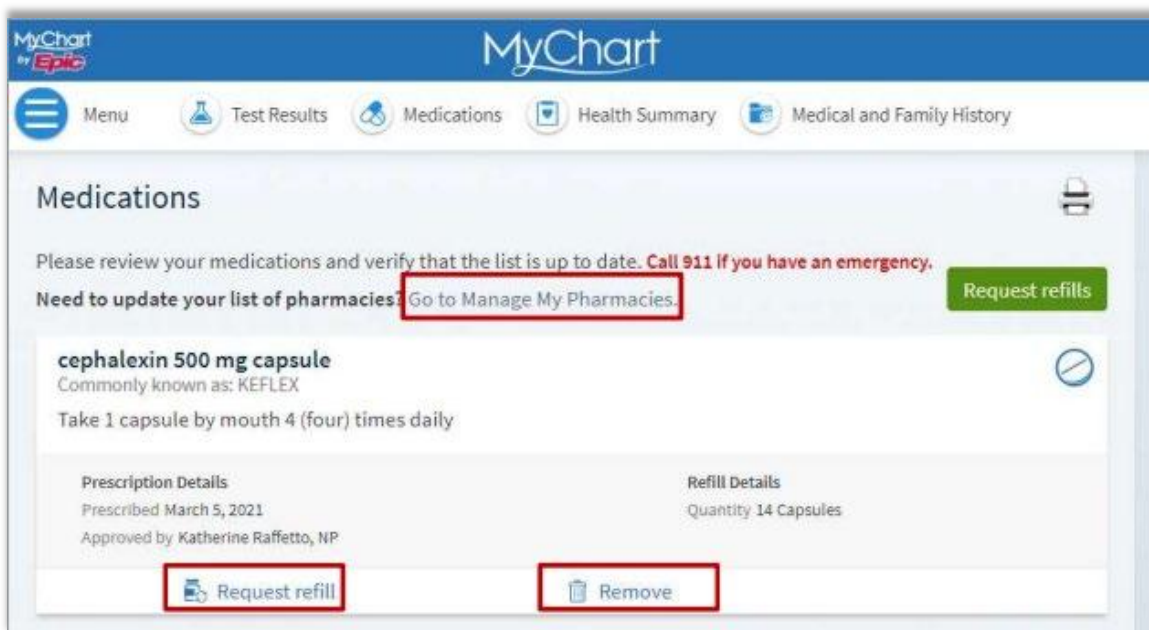 MyChart
by Epic
MyChart
Menu Test Results Medications Health Summary Medical and Family History
Medications
Please review your medications and verify that the list is up to date. Call 911 if you have an emergency.
Need to update your list of pharmacies? Go to Manage My Pharmacies.
Request refills
cephalexin 500 mg capsule
Commonly known as: KEFLEX
Take 1 capsule by mouth 4 (four) times daily
Prescription Details Refill Details
Prescribed March 5, 2021 Quantity 14 Capsules
Approved by Katherine Raffetto, NP
Request refill Remove